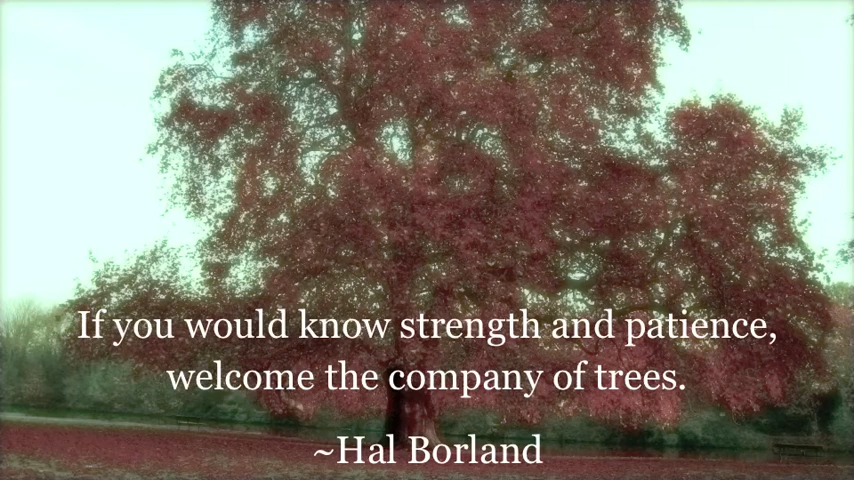 If you would know strength and patience,
welcome the company of trees.
~Hal Borland